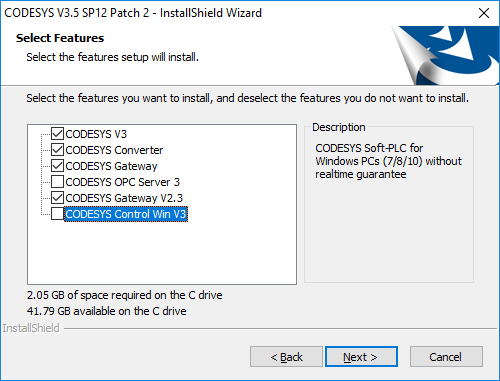 CODESYS V3.5 SP12 Patch 2 - InstallShield Wizard
Select Features
Select the features setup will install.
Select the features you want to install, and deselect the features you do not want to install.
CODESYS V3
CODESYS Converter
CODESYS Gateway
CODESYS OPC Server 3
CODESYS Gateway V2.3
CODESYS Control Win V3
Description
CODESYS Soft-PLC for
Windows PCs (7/8/10) without
realtime guarantee
2.05 GB of space required on the C drive
41.79 GB available on the C drive
InstallShield
< Back
Next >
Cancel